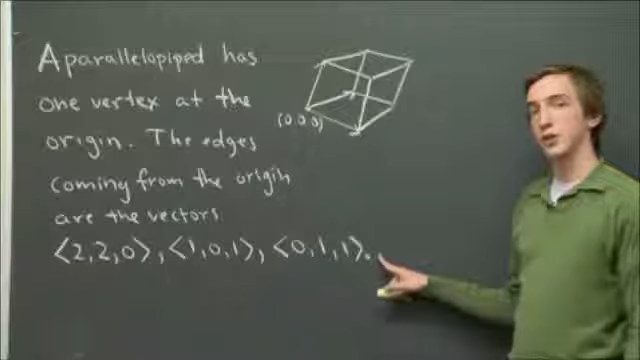 A parallelopiped has
one vertex at the
origin. The edges
coming from the origin
are the vectors
<2,2,0>, <1,0,1>, <0,1,1>.
(0,0,0)